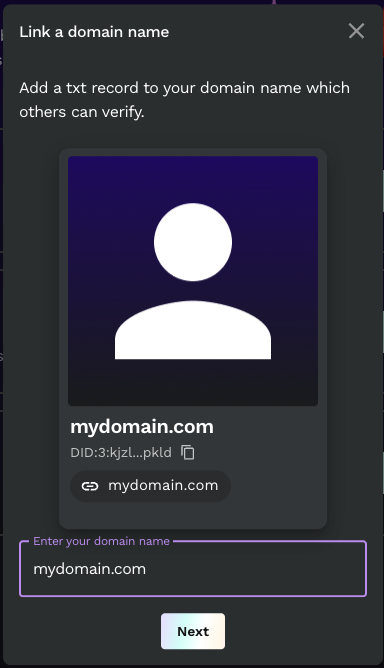 Link a domain name
Add a txt record to your domain name which
others can verify.
mydomain.com
DID:3:kjzl...pkld
mydomain.com
Enter your domain name
mydomain.com
Next